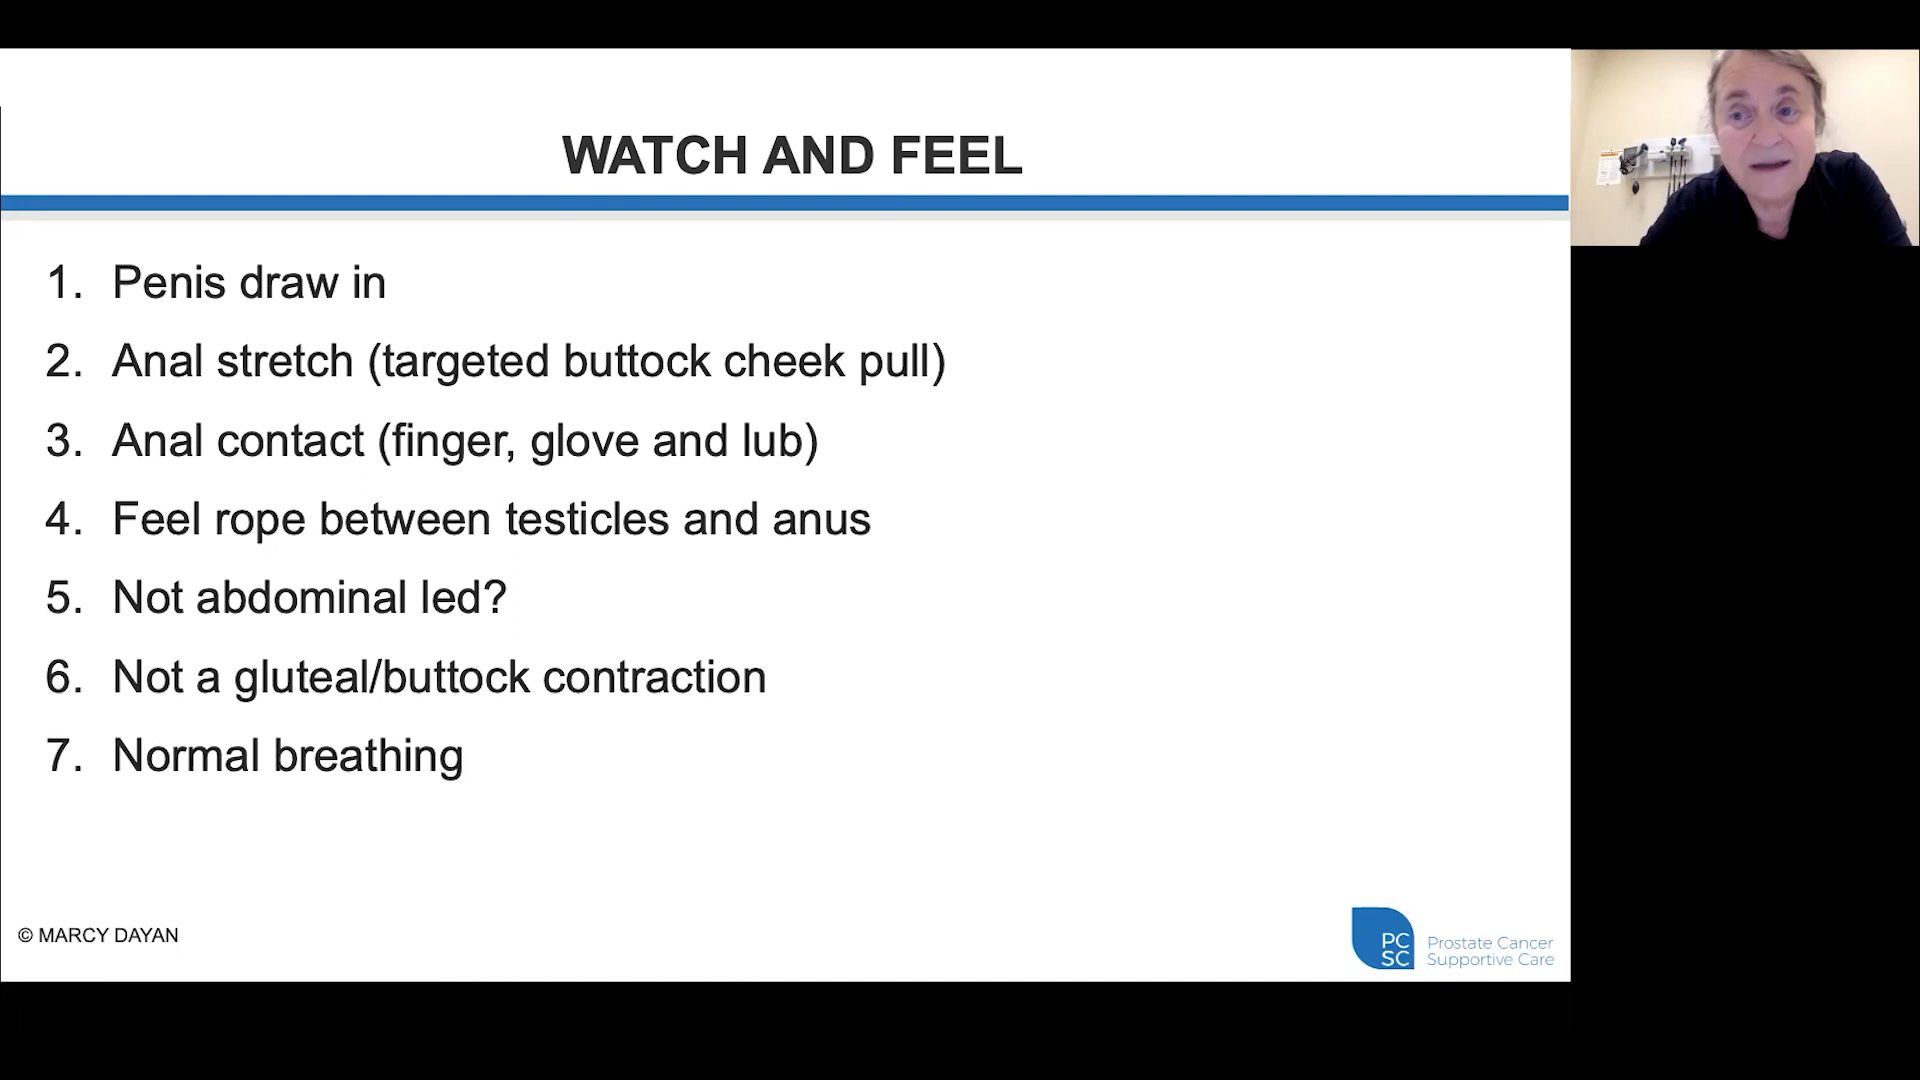 WATCH AND FEEL
1. Penis draw in
2. Anal stretch (targeted buttock cheek pull)
3. Anal contact (finger, glove and lub)
4. Feel rope between testicles and anus
5. Not abdominal led?
6. Not a gluteal/buttock contraction
7. Normal breathing
© MARCY DAYAN
PC
SC
Prostate Cancer
Supportive Care